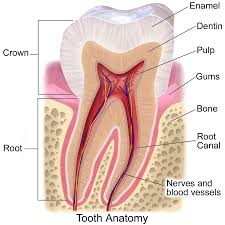 Enamel
Dentin
Pulp
Crown
Gums
Bone
Root
Root
Canal
Nerves and
blood vessels
Tooth Anatomy